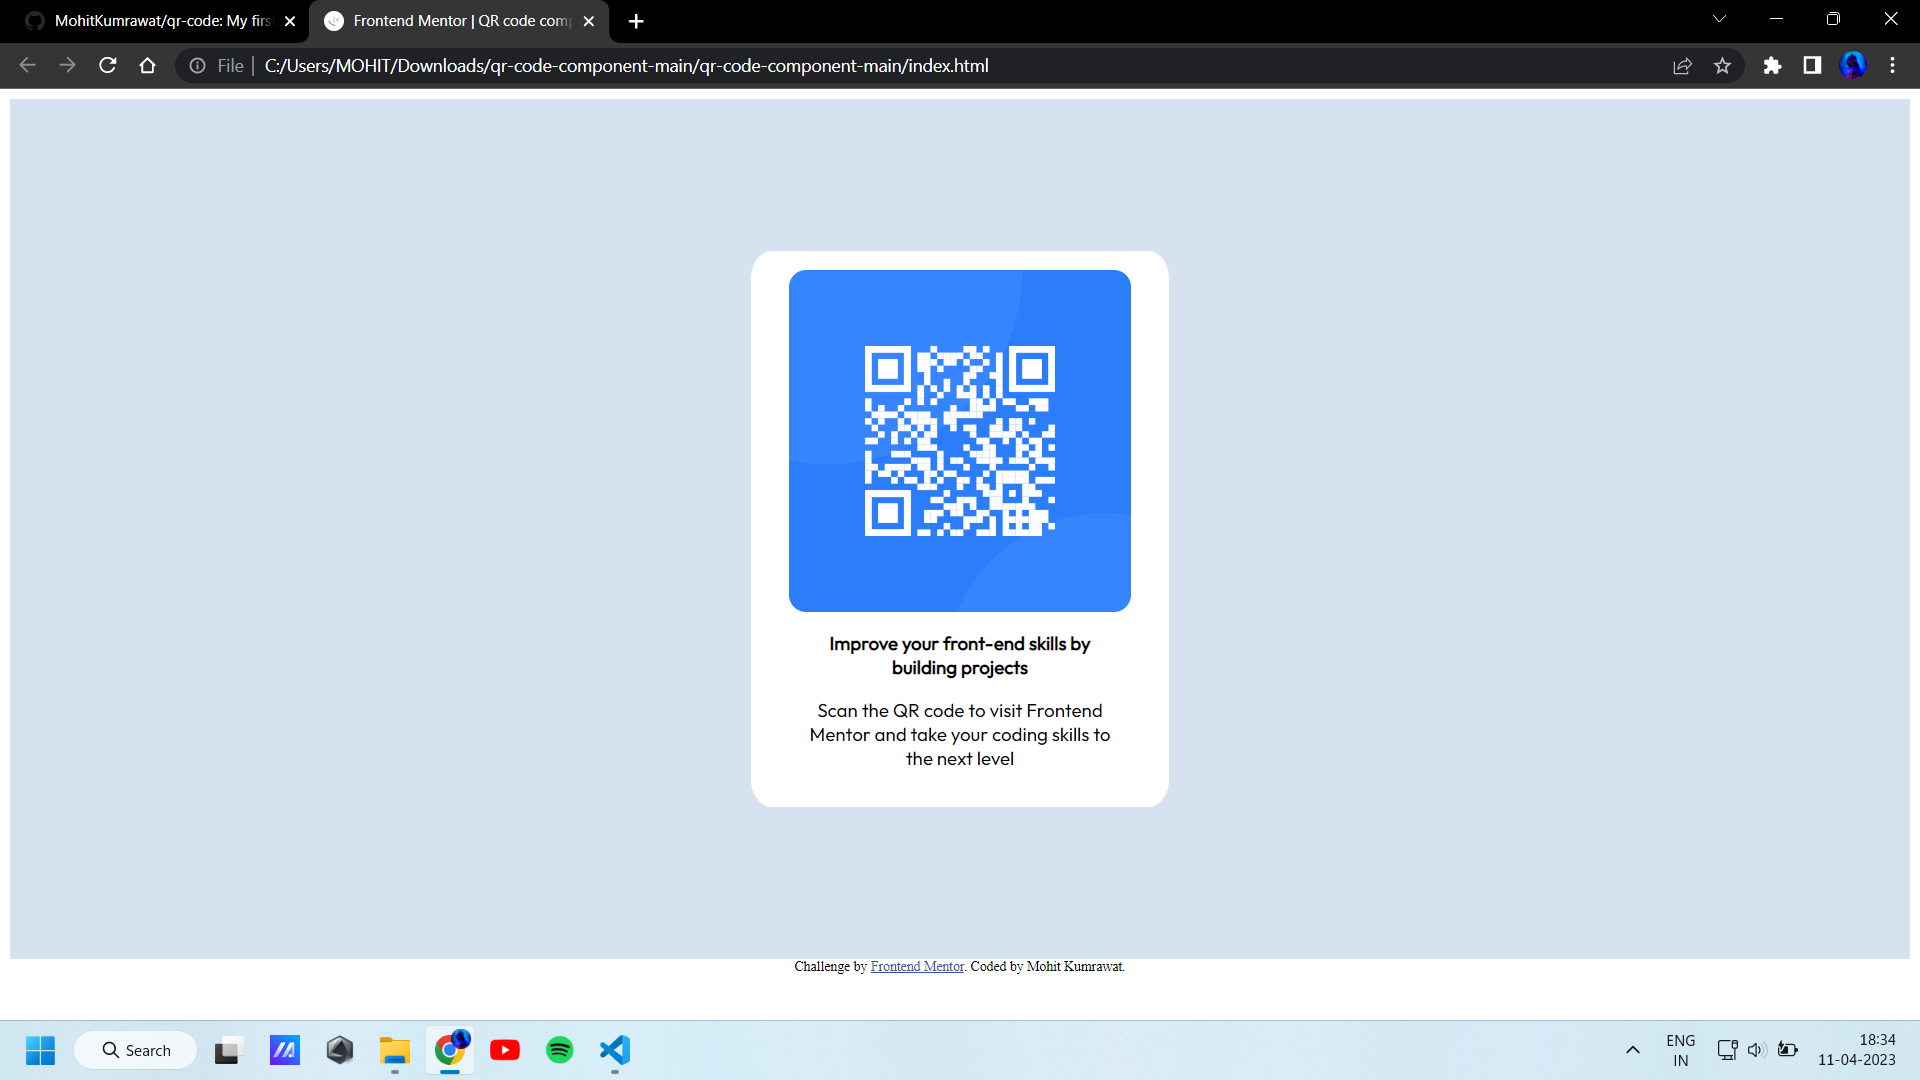 MohitKumrawat/qr-code: My firs
Frontend Mentor | QR code com
File
C:/Users/MOHIT/Downloads/qr-code-component-main/qr-code-component-main/index.html
Improve your front-end skills by
building projects
Scan the QR code to visit Frontend
Mentor and take your coding skills to
the next level
Challenge by Frontend Mentor. Coded by Mohit Kumrawat.
Search
ENG
IN
18:34
11-04-2023